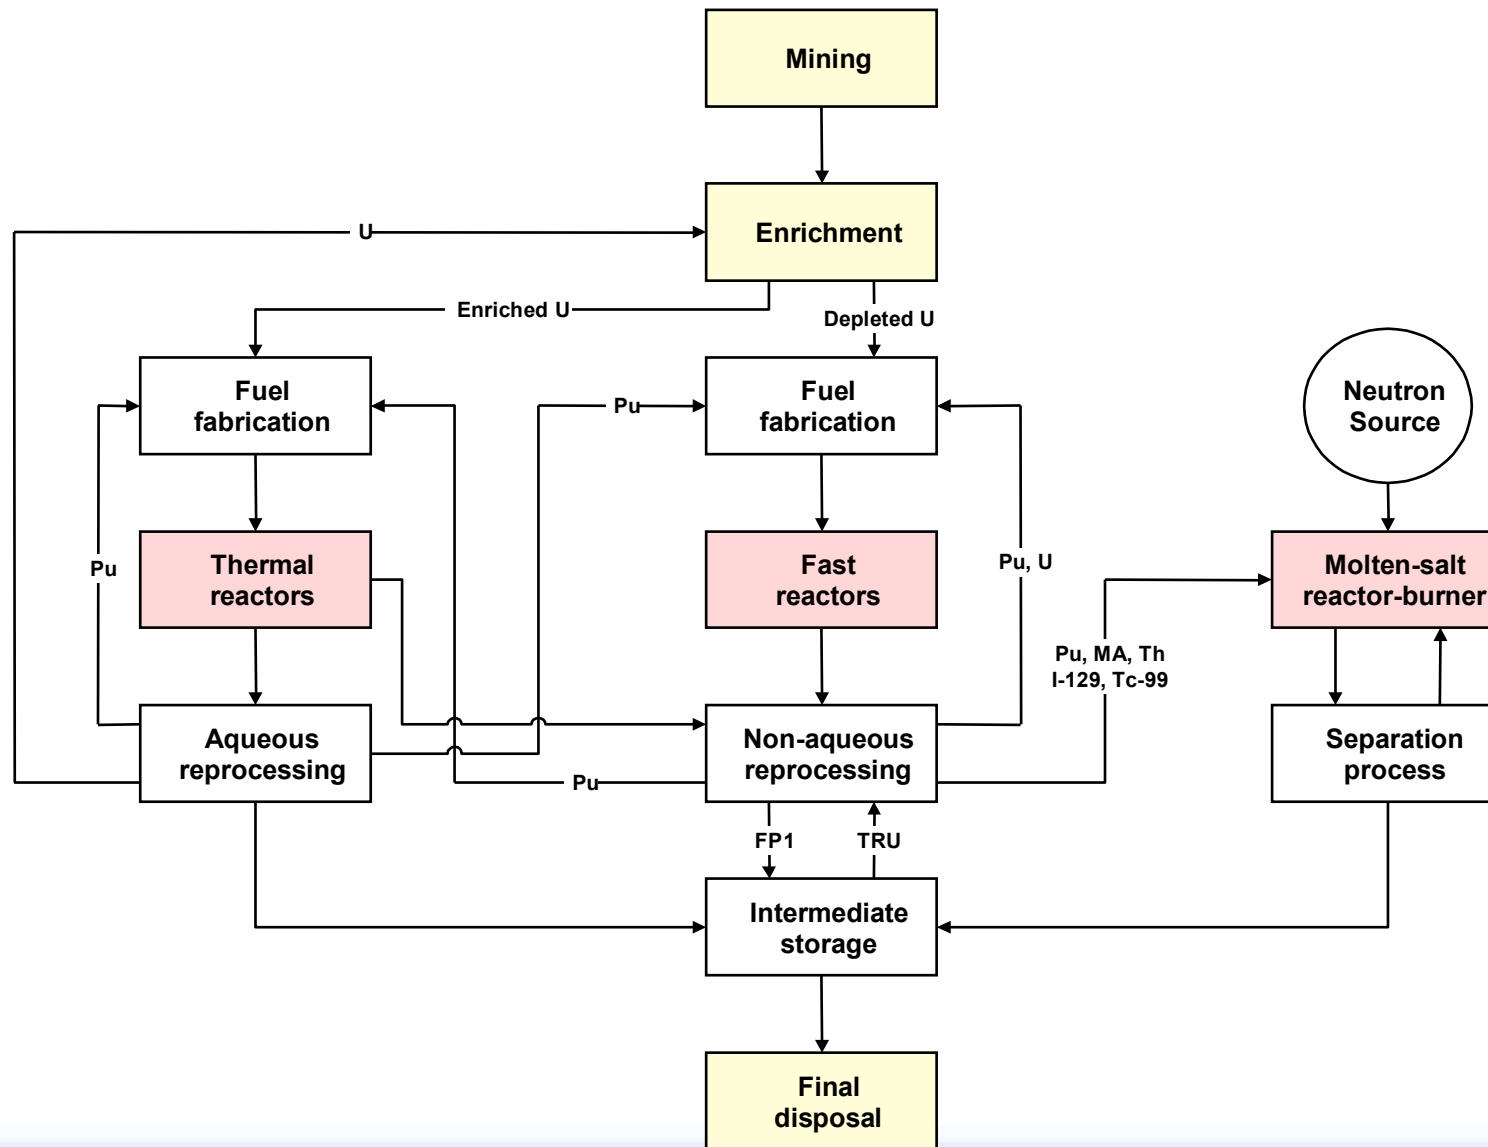 Mining
Enrichment
U
Enriched U
Depleted U
Fuel
fabrication
Pu
Fuel
fabrication
Neutron
Source
Pu
Thermal
reactors
Fast
reactors
Pu, U
Molten-salt
reactor-burner
Pu, MA, Th
I-129, Tc-99
Aqueous
reprocessing
Pu
Non-aqueous
reprocessing
Separation
process
FP1
TRU
Intermediate
storage
Final
disposal